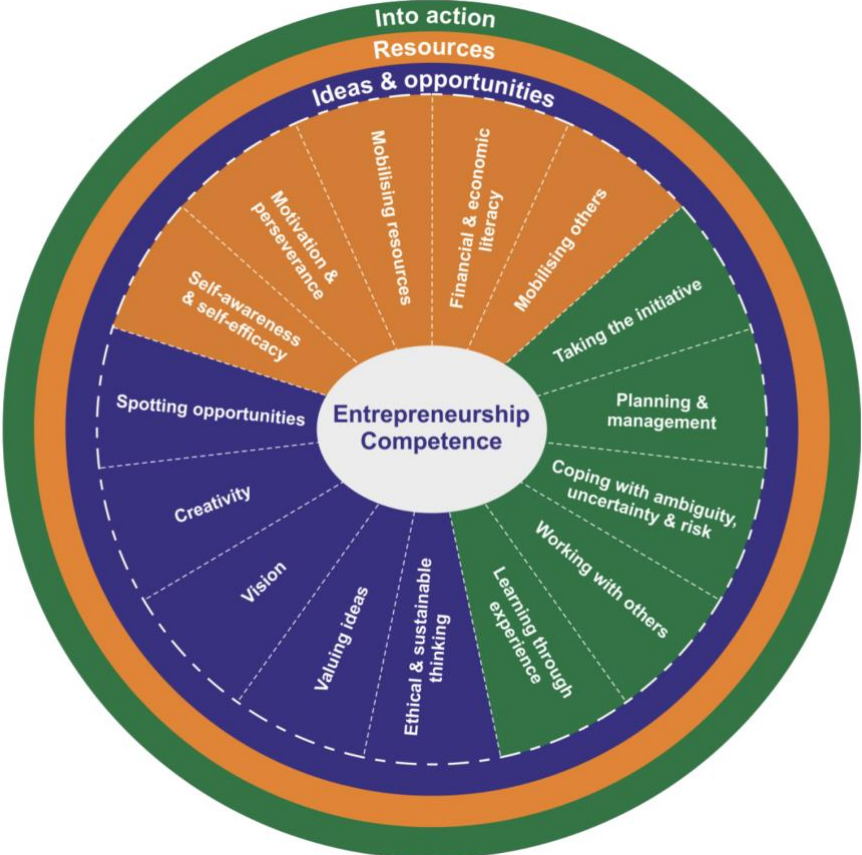 Into action
Resources
Ideas & opportunities
Mobilising resources
Financial & economic
literacy
Mobilising others
Taking the initiative
Planning &
management
Coping with ambiguity,
uncertainty & risk
Working with others
Learning through
experience
Ethical & sustainable
thinking
Valuing ideas
Vision
Creativity
Spotting opportunities
Self-awareness
& self-efficacy
Motivation &
perseverance
Entrepreneurship
Competence